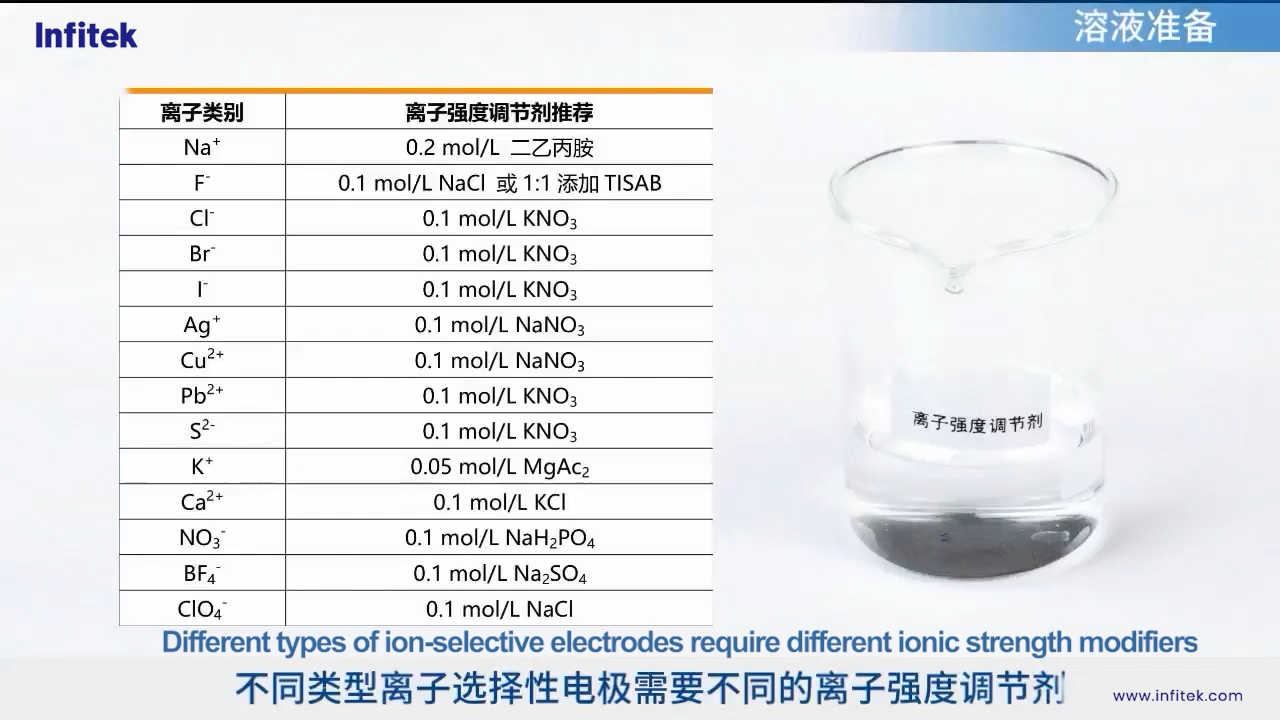 Infitek
溶液准备
离子类别 离子强度调节剂推荐
Na⁺ 0.2 mol/L 二乙丙胺
F⁻ 0.1 mol/L NaCl 或 1:1 添加 TISAB
Cl⁻ 0.1 mol/L KNO₃
Br⁻ 0.1 mol/L KNO₃
I⁻ 0.1 mol/L KNO₃
Ag⁺ 0.1 mol/L NaNO₃
Cu²⁺ 0.1 mol/L NaNO₃
Pb²⁺ 0.1 mol/L KNO₃
S²⁻ 0.1 mol/L KNO₃
K⁺ 0.05 mol/L MgAc₂
Ca²⁺ 0.1 mol/L KCl
NO₃⁻ 0.1 mol/L NaH₂PO₄
BF₄⁻ 0.1 mol/L Na₂SO₄
ClO₄⁻ 0.1 mol/L NaCl
离子强度调节剂
Different types of ion-selective electrodes require different ionic strength modifiers
不同类型离子选择性电极需要不同的离子强度调节剂
www.infitek.com